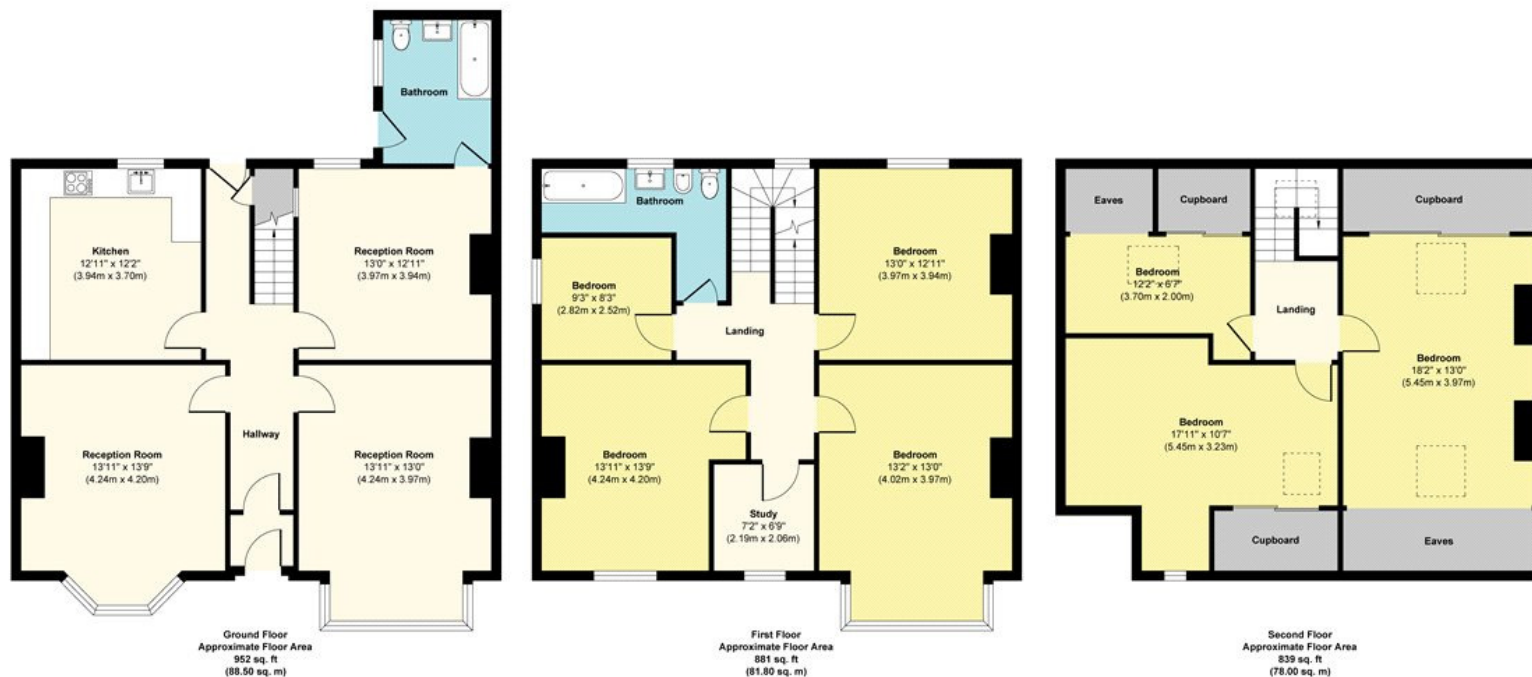 Bathroom
Kitchen
12'11" x 12'2"
(3.94m x 3.70m)
Reception Room
13'0" x 12'11"
(3.97m x 3.94m)
Hallway
Reception Room
13'11" x 13'9"
(4.24m x 4.20m)
Reception Room
13'11" x 13'0"
(4.24m x 3.97m)
Ground Floor
Approximate Floor Area
952 sq. ft
(88.50 sq. m)
Bathroom
Bedroom
9'3" x 8'3"
(2.82m x 2.52m)
Bedroom
13'0" x 12'11"
(3.97m x 3.94m)
Landing
Bedroom
13'11" x 13'9"
(4.24m x 4.20m)
Bedroom
13'2" x 13'0"
(4.02m x 3.97m)
Study
7'2" x 6'9"
(2.19m x 2.06m)
First Floor
Approximate Floor Area
881 sq. ft
(81.80 sq. m)
Eaves
Cupboard
Cupboard
Bedroom
12'2" x 6'7"
(3.70m x 2.00m)
Landing
Bedroom
18'2" x 13'0"
(5.45m x 3.97m)
Bedroom
17'11" x 10'7"
(5.45m x 3.23m)
Cupboard
Eaves
Second Floor
Approximate Floor Area
839 sq. ft
(78.00 sq. m)